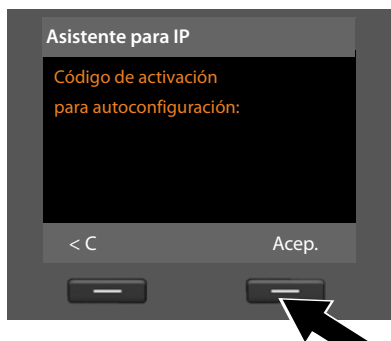 Asistente para IP
Código de activación
para autoconfiguración:
< C Acep.